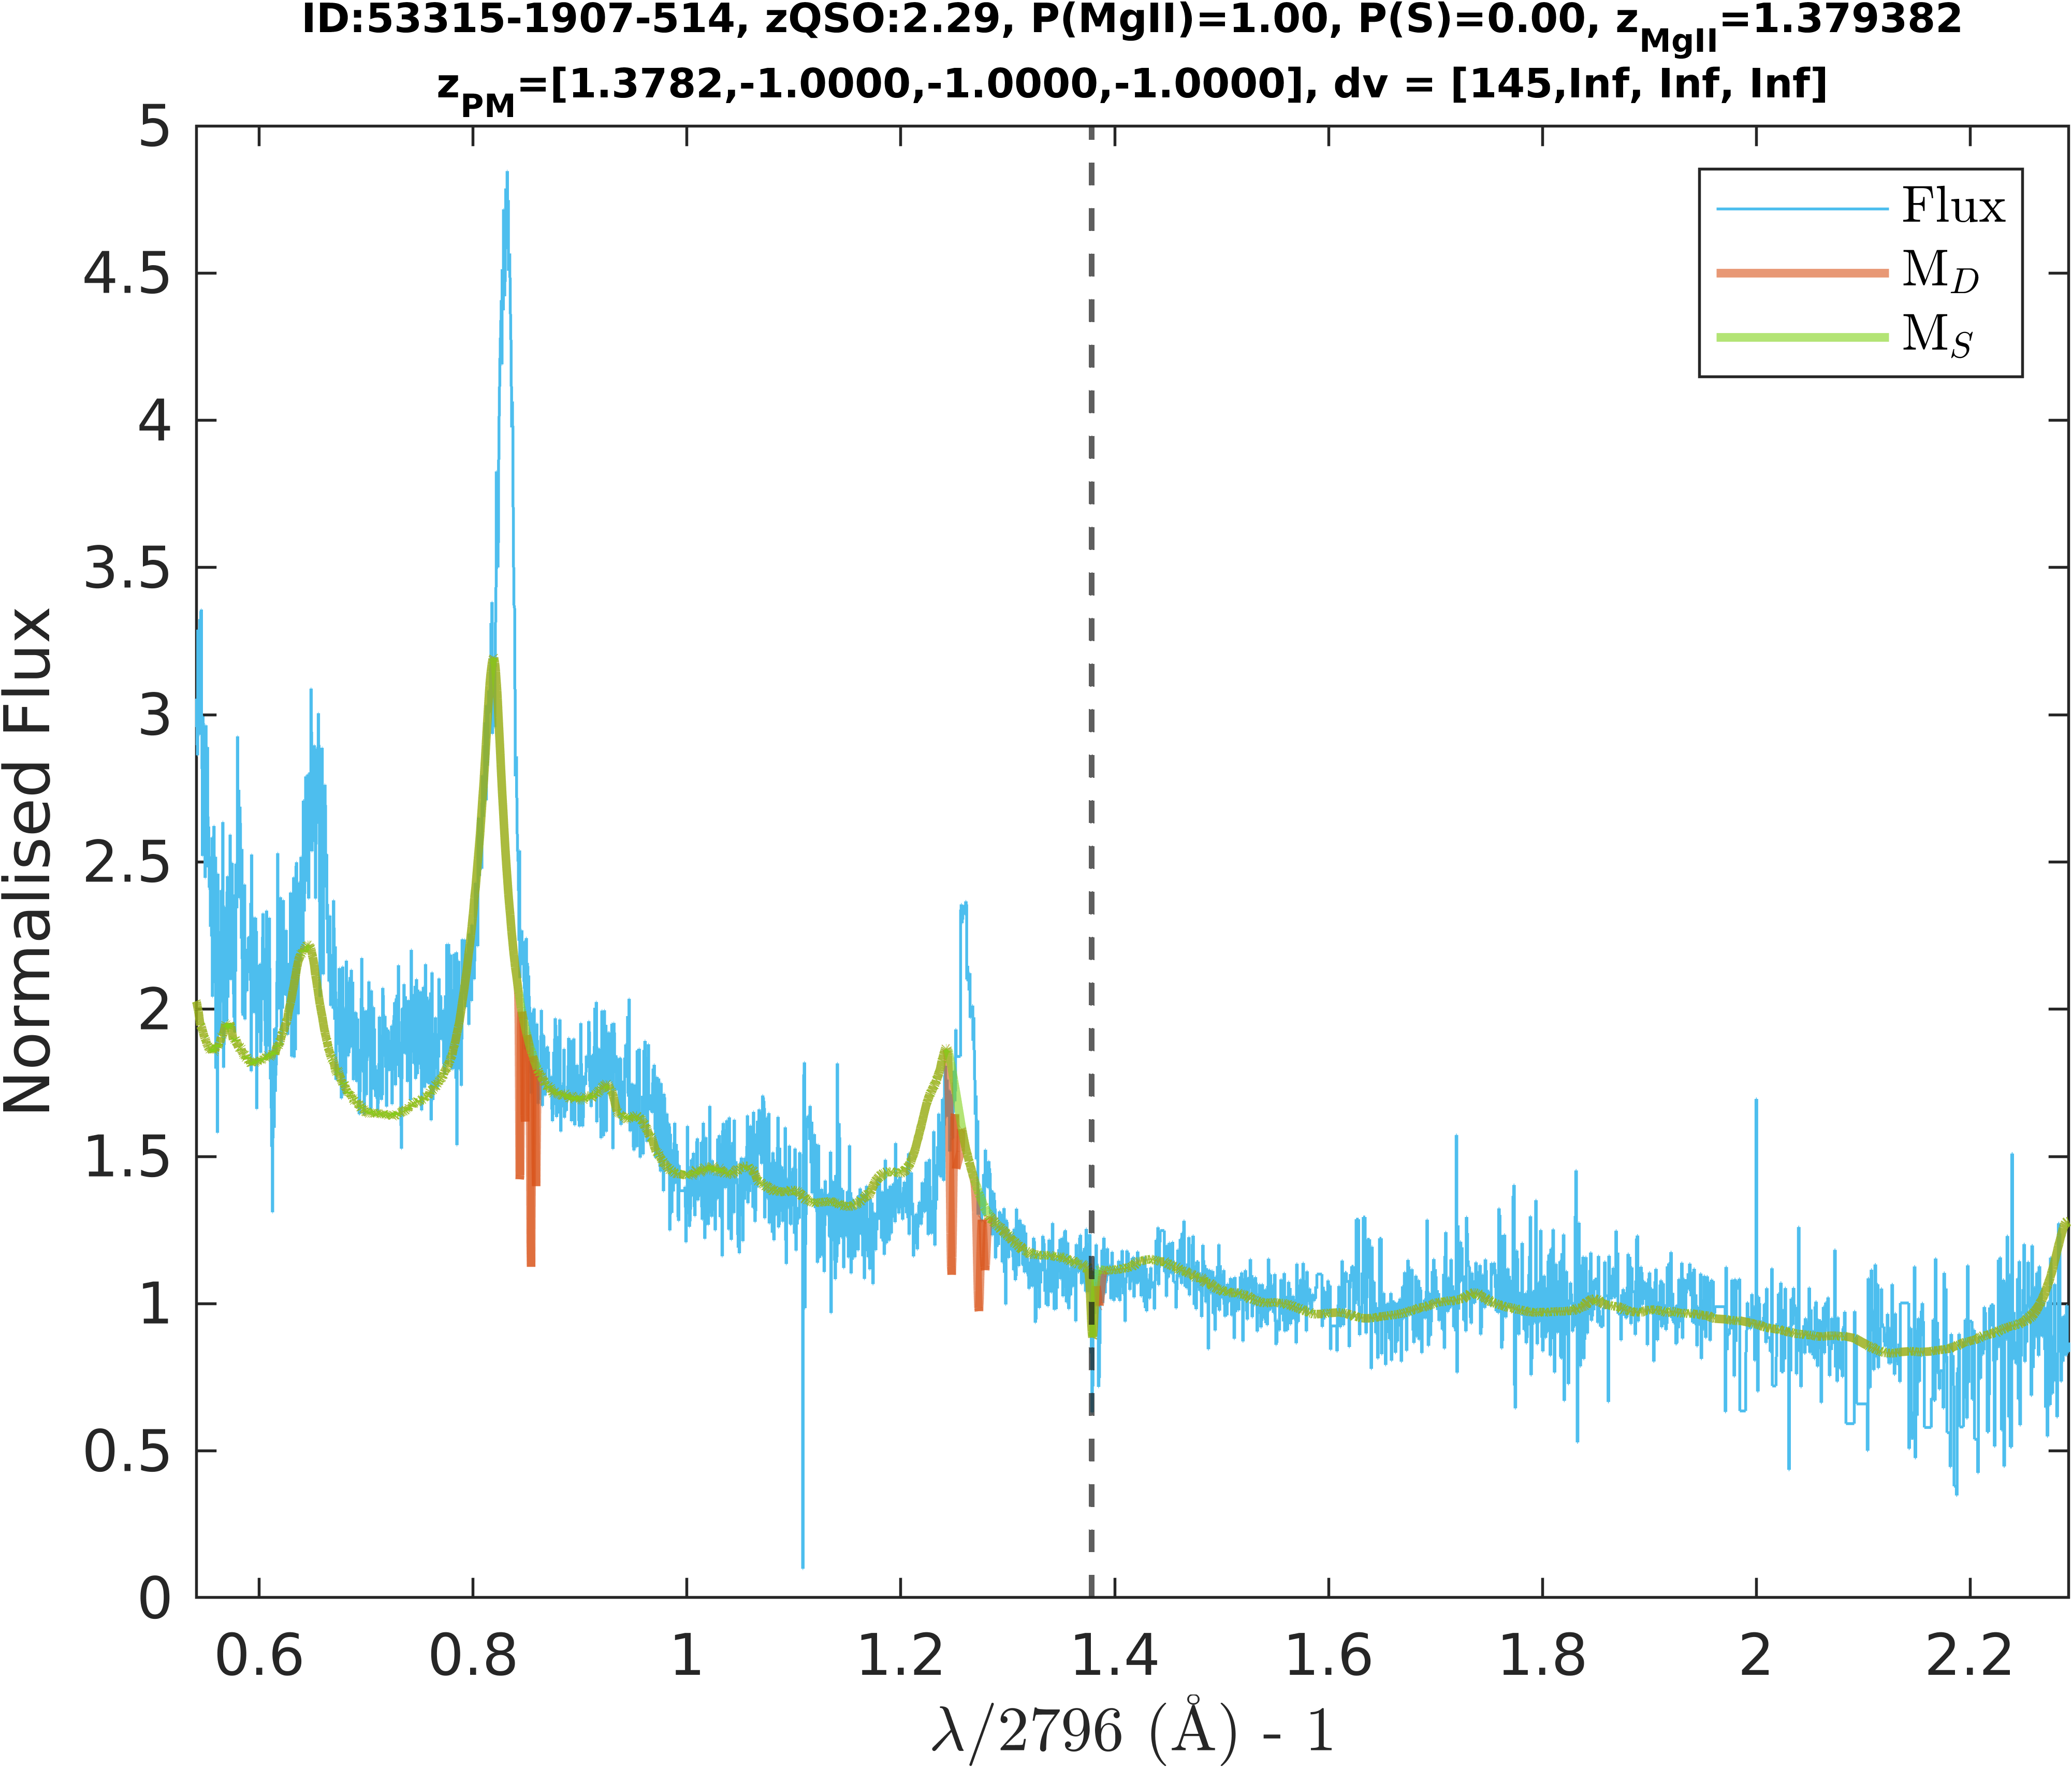 ID:53315-1907-514, zQSO:2.29, P(MgII)=1.00, P(S)=0.00, zMgII=1.379382
zPM=[1.3782,-1.0000,-1.0000,-1.0000], dv = [145,Inf, Inf, Inf]
5
4.5
4
3.5
3
2.5
2
1.5
1
0.5
0
Normalised Flux
Flux
MD
MS
0.6 0.8 1 1.2 1.4 1.6 1.8 2 2.2
λ/2796 (Å) - 1